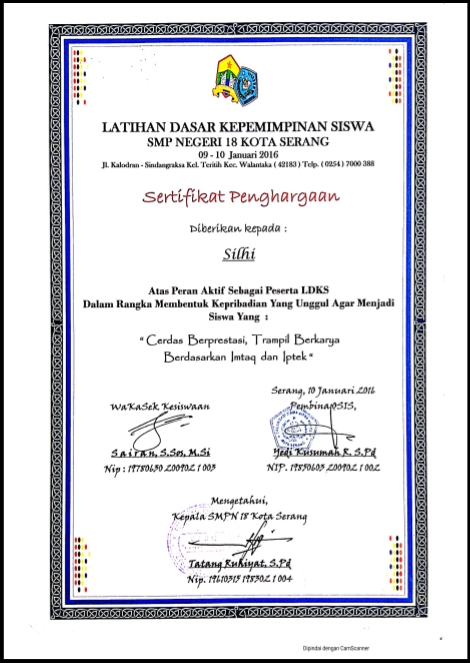 LATIHAN DASAR KEPEMIMPINAN SISWA
SMP NEGERI 18 KOTA SERANG
09 - 10 Januari 2016
Jl. Kalodran - Sindangraksa Kel. Teritih Kec. Walantaka ( 42183 ) Telp. ( 0254 ) 7000 388
Sertifikat Penghargaan
Diberikan kepada :
Silhi
Atas Peran Aktif Sebagai Peserta LDKS
Dalam Rangka Membentuk Kepribadian Yang Unggul Agar Menjadi
Siswa Yang :
" Cerdas Berprestasi, Trampil Berkarya
Berdasarkan Imtaq dan Iptek "
Serang, 10 Januari 2016
WaKaSek Kesiswaan
Pembina OSIS,
Sairan, S.Sos, M.Si
Nip : 19780630 200902 1 003
Yedi Kusumah R. S.Pd
NIP. 19850603 200902 1 002
Mengetahui,
Kepala SMPN 18 Kota Serang
Tatang Ruhiyat, S.Pd
Nip. 19610315 198302 1 004
Dipindai dengan CamScanner